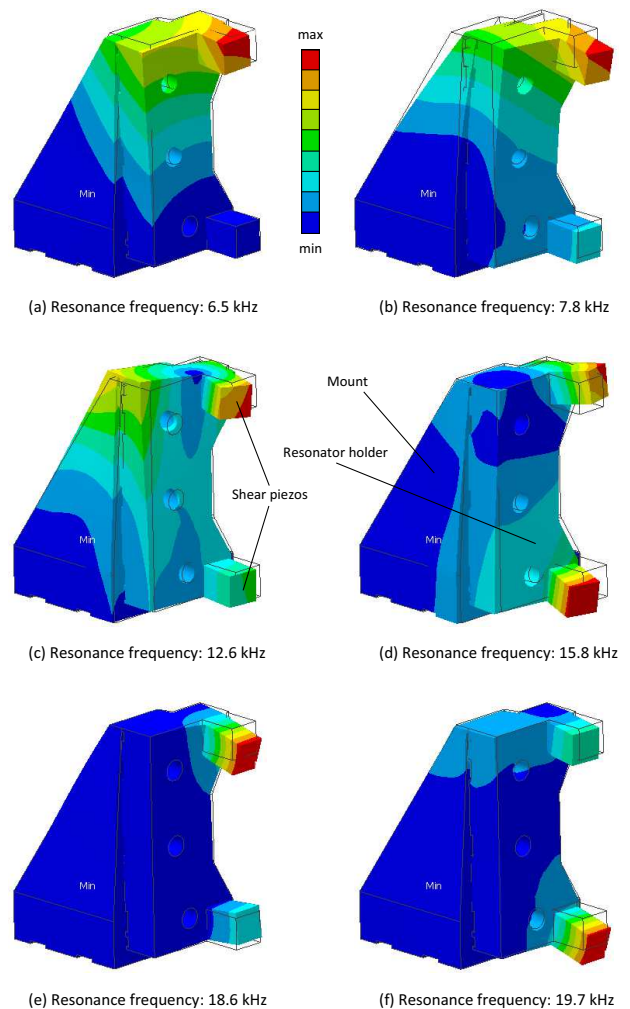 max
Min
Min
min
(a) Resonance frequency: 6.5 kHz
(b) Resonance frequency: 7.8 kHz
Mount
Resonator holder
Shear piezos
Min
Min
(c) Resonance frequency: 12.6 kHz
(d) Resonance frequency: 15.8 kHz
Min
Min
(e) Resonance frequency: 18.6 kHz
(f) Resonance frequency: 19.7 kHz